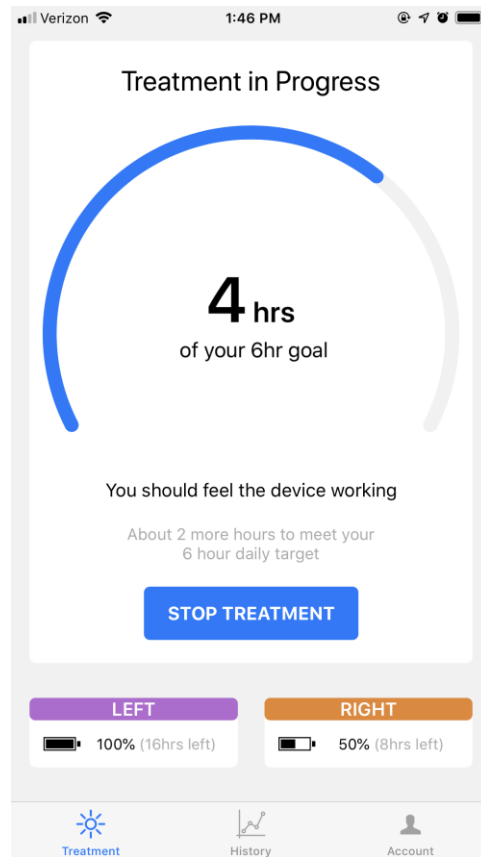 Verizon 1:46 PM
Treatment in Progress
4 hrs
of your 6hr goal
You should feel the device working
About 2 more hours to meet your
6 hour daily target
STOP TREATMENT
LEFT
RIGHT
100% (16hrs left)
50% (8hrs left)
Treatment
History
Account